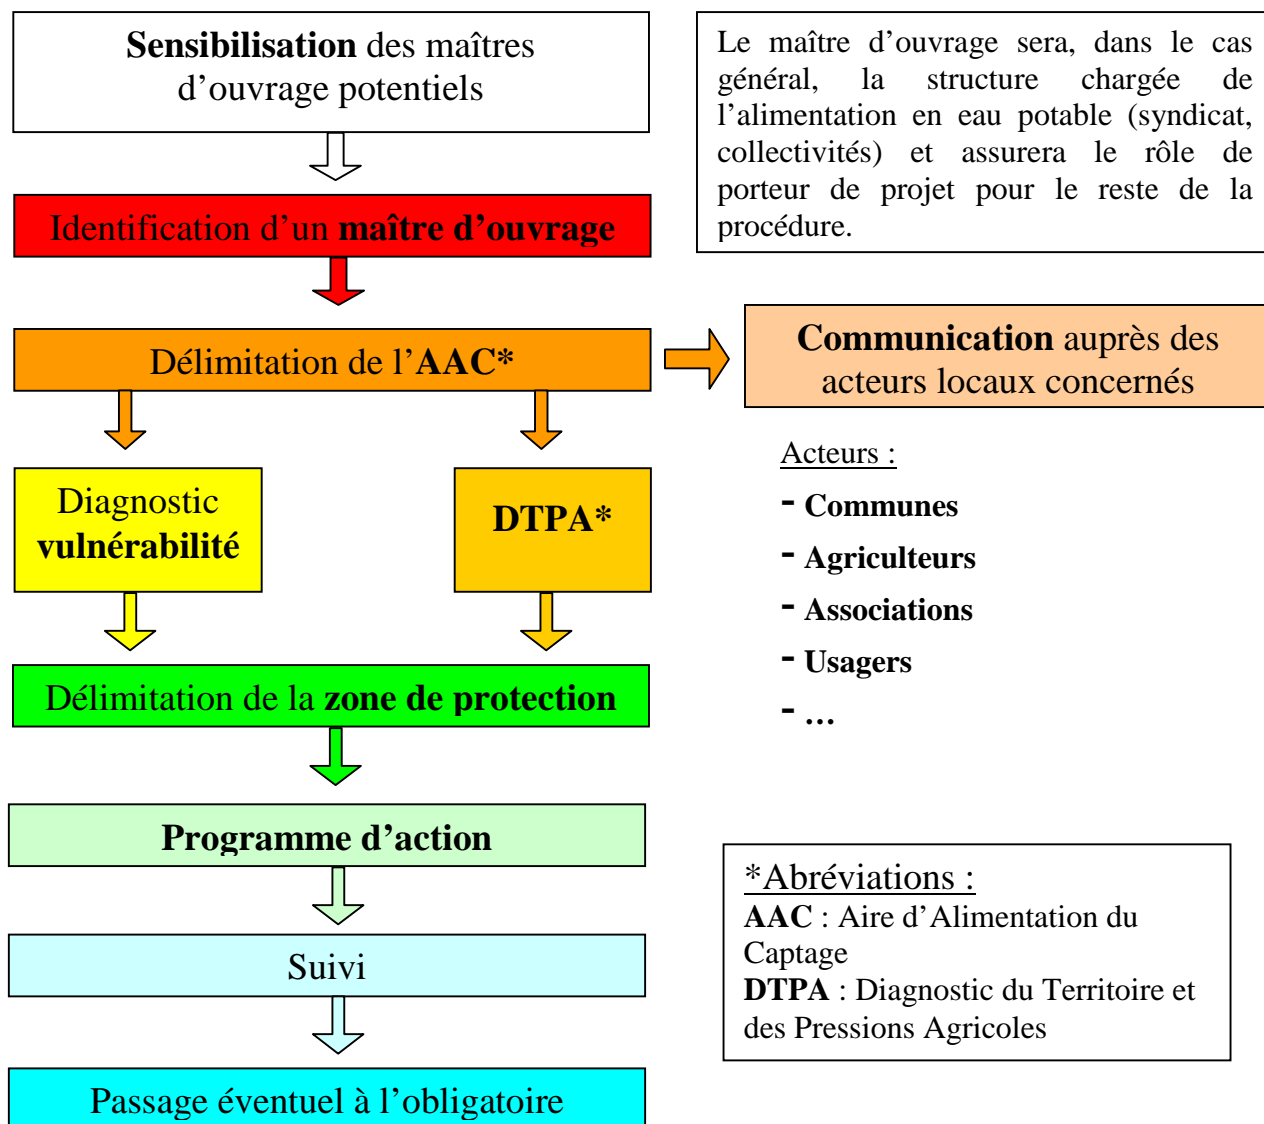 Sensibilisation des maîtres
d’ouvrage potentiels
Le maître d’ouvrage sera, dans le cas
général, la structure chargée de
l’alimentation en eau potable (syndicat,
collectivités) et assurera le rôle de
porteur de projet pour le reste de la
procédure.
Identification d’un maître d’ouvrage
Délimitation de l’AAC*
Communication auprès des
acteurs locaux concernés
Acteurs :
- Communes
- Agriculteurs
- Associations
- Usagers
- ...
Diagnostic
vulnérabilité
DTPA*
Délimitation de la zone de protection
Programme d’action
Suivi
Passage éventuel à l’obligatoire
*Abréviations :
AAC : Aire d’Alimentation du
Captage
DTPA : Diagnostic du Territoire et
des Pressions Agricoles